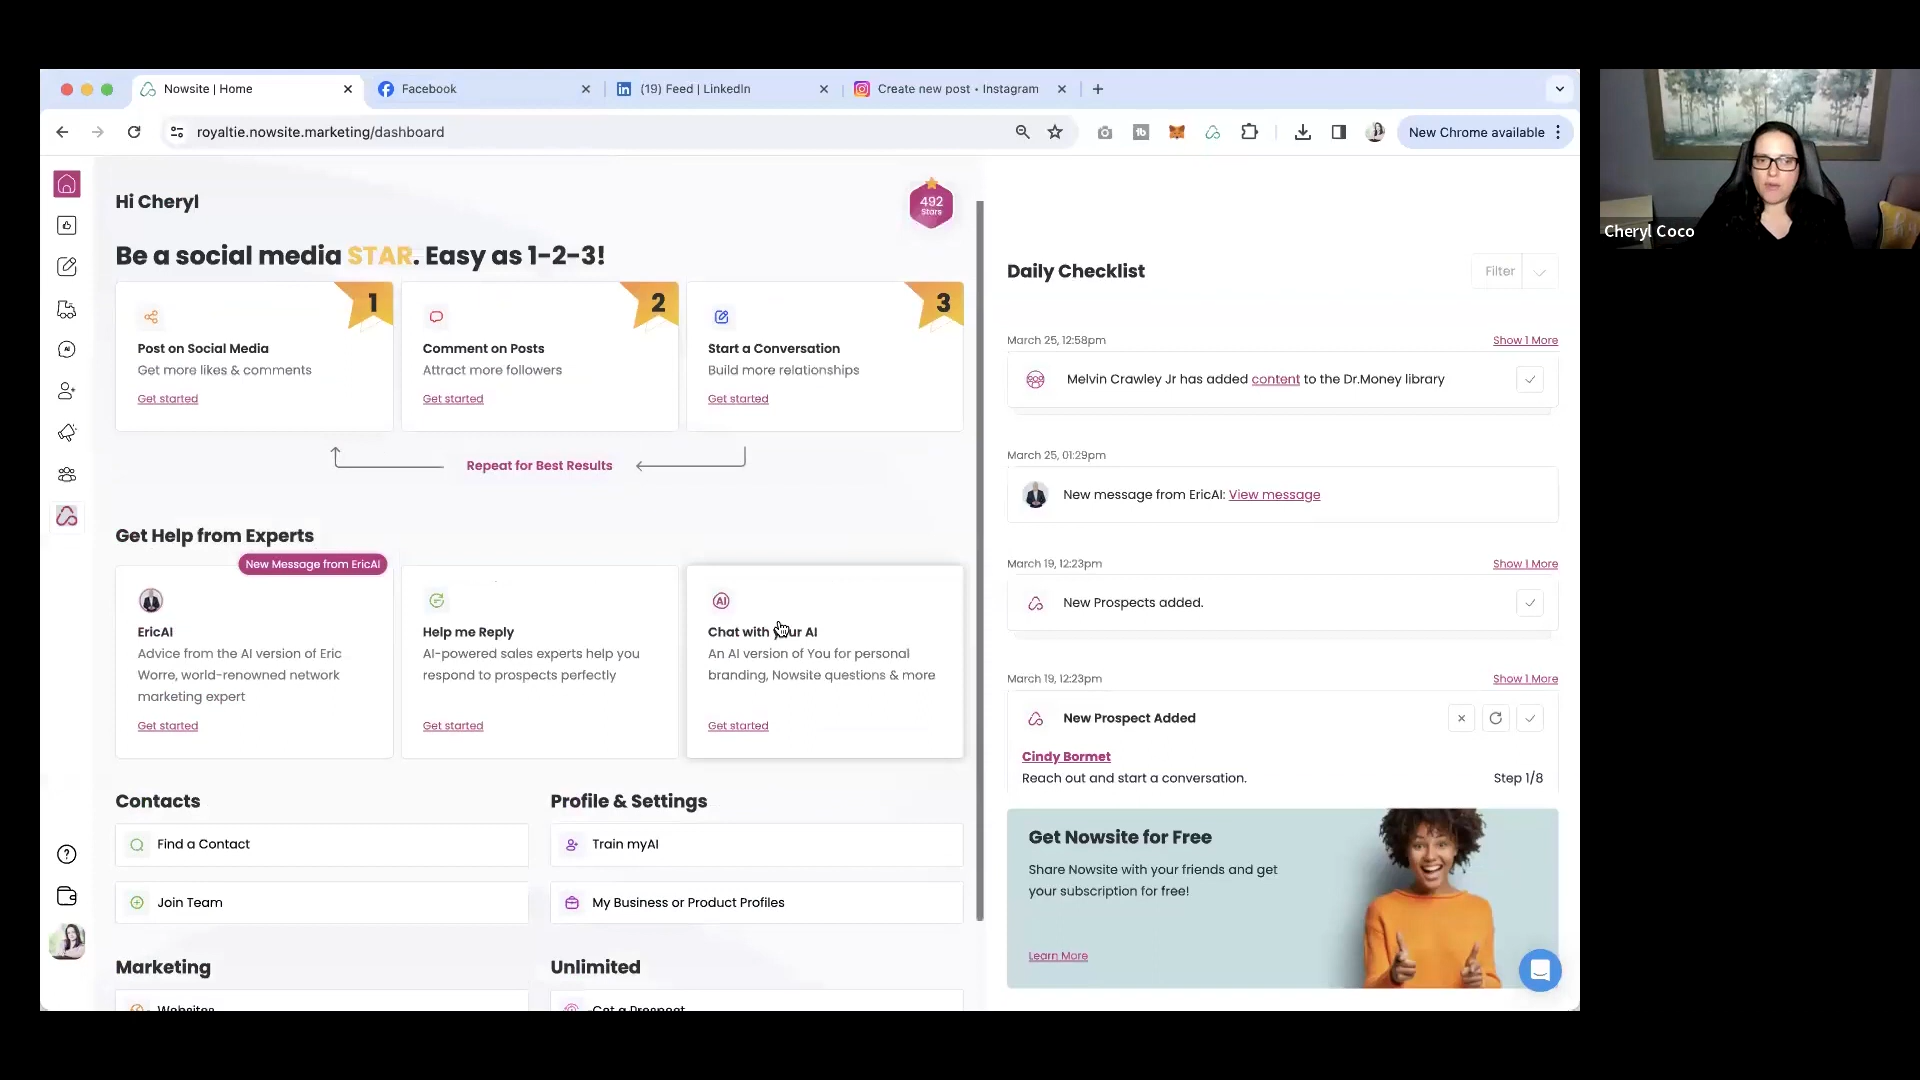 Nowsite | Home
Facebook
(19) Feed | LinkedIn
Create new post • Instagram
royaltie.nowsite.marketing/dashboard
New Chrome available
Hi Cheryl
492
Stars
Be a social media STAR. Easy as 1-2-3!
1
Post on Social Media
Get more likes & comments
Get started
2
Comment on Posts
Attract more followers
Get started
3
Start a Conversation
Build more relationships
Get started
Repeat for Best Results
Get Help from Experts
New Message from EricAI
EricAI
Advice from the AI version of Eric
Worre, world-renowned network
marketing expert
Get started
Help me Reply
AI-powered sales experts help you
respond to prospects perfectly
Get started
AI
Chat with your AI
An AI version of You for personal
branding, Nowsite questions & more
Get started
Contacts
Find a Contact
Join Team
Profile & Settings
Train myAI
My Business or Product Profiles
Marketing
Websites
Unlimited
Get a Prospect
Daily Checklist
Filter
March 25, 12:58pm
Show 1 More
Melvin Crawley Jr has added content to the Dr.Money library
March 25, 01:29pm
New message from EricAI: View message
March 19, 12:23pm
Show 1 More
New Prospects added.
March 19, 12:23pm
Show 1 More
New Prospect Added
Cindy Bormet
Reach out and start a conversation.
Step 1/8
Get Nowsite for Free
Share Nowsite with your friends and get
your subscription for free!
Learn More
Cheryl Coco